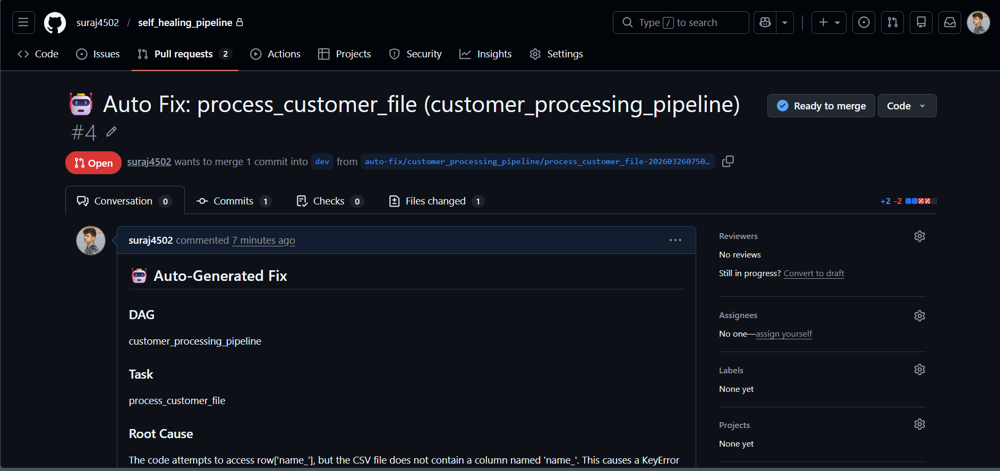 suraj4502 / self_healing_pipeline
Type / to search
Code
Issues
Pull requests 2
Actions
Projects
Security
Insights
Settings
Auto Fix: process_customer_file (customer_processing_pipeline)
#4
Ready to merge
Code
Open
suraj4502 wants to merge 1 commit into dev from auto-fix/customer_processing_pipeline/process_customer_file-202603260750…
Conversation 0
Commits 1
Checks 0
Files changed 1
+2 -2
suraj4502 commented 7 minutes ago
Auto-Generated Fix
DAG
customer_processing_pipeline
Task
process_customer_file
Root Cause
The code attempts to access row['name_'], but the CSV file does not contain a column named 'name_'. This causes a KeyError
Reviewers
No reviews
Still in progress? Convert to draft
Assignees
No one—assign yourself
Labels
None yet
Projects
None yet